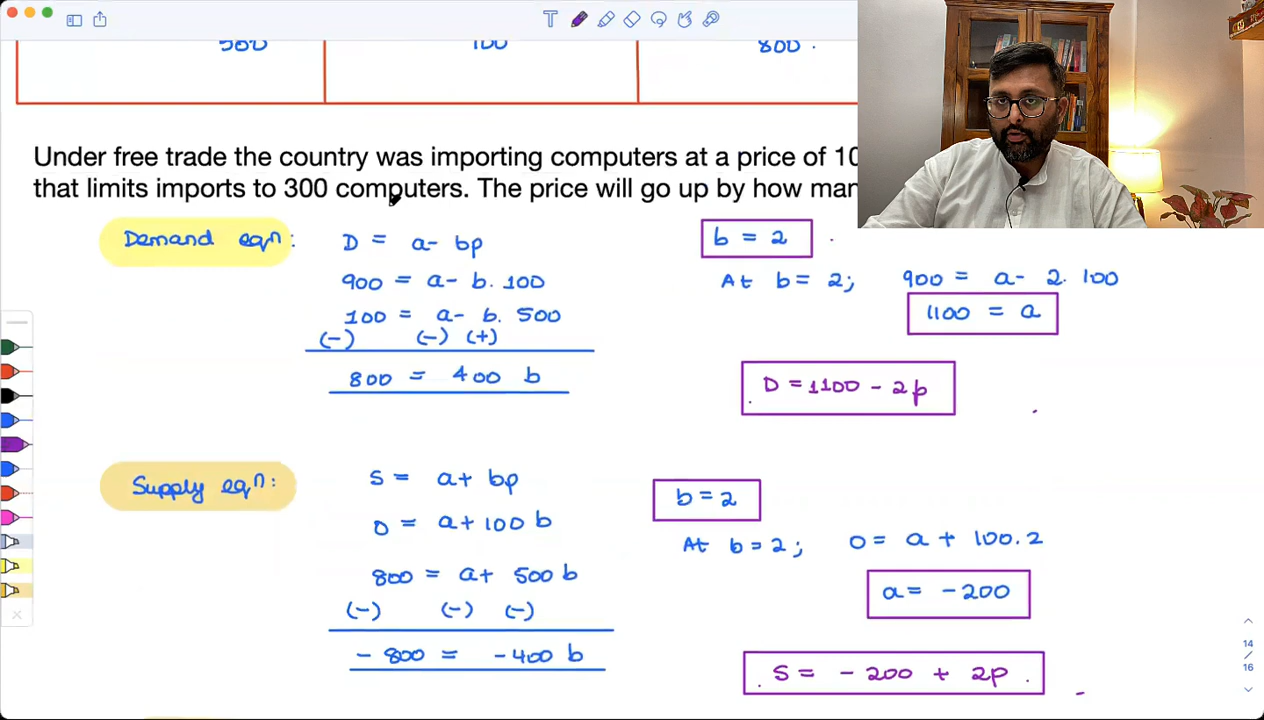 500 100 800.
Under free trade the country was importing computers at a price of 10
that limits imports to 300 computers. The price will go up by how man
Demand eqn:
D = a - bp
900 = a - b. 100
100 = a - b. 500
(-) (-) (+)
800 = 400 b
b = 2
At b = 2; 900 = a - 2. 100
1100 = a
D = 1100 - 2p
Supply eqn:
S = a + bp
0 = a + 100 b
800 = a + 500 b
(-) (-) (-)
- 800 = - 400 b
b = 2
At b = 2; 0 = a + 100. 2
a = - 200
S = - 200 + 2p.
14
/
16